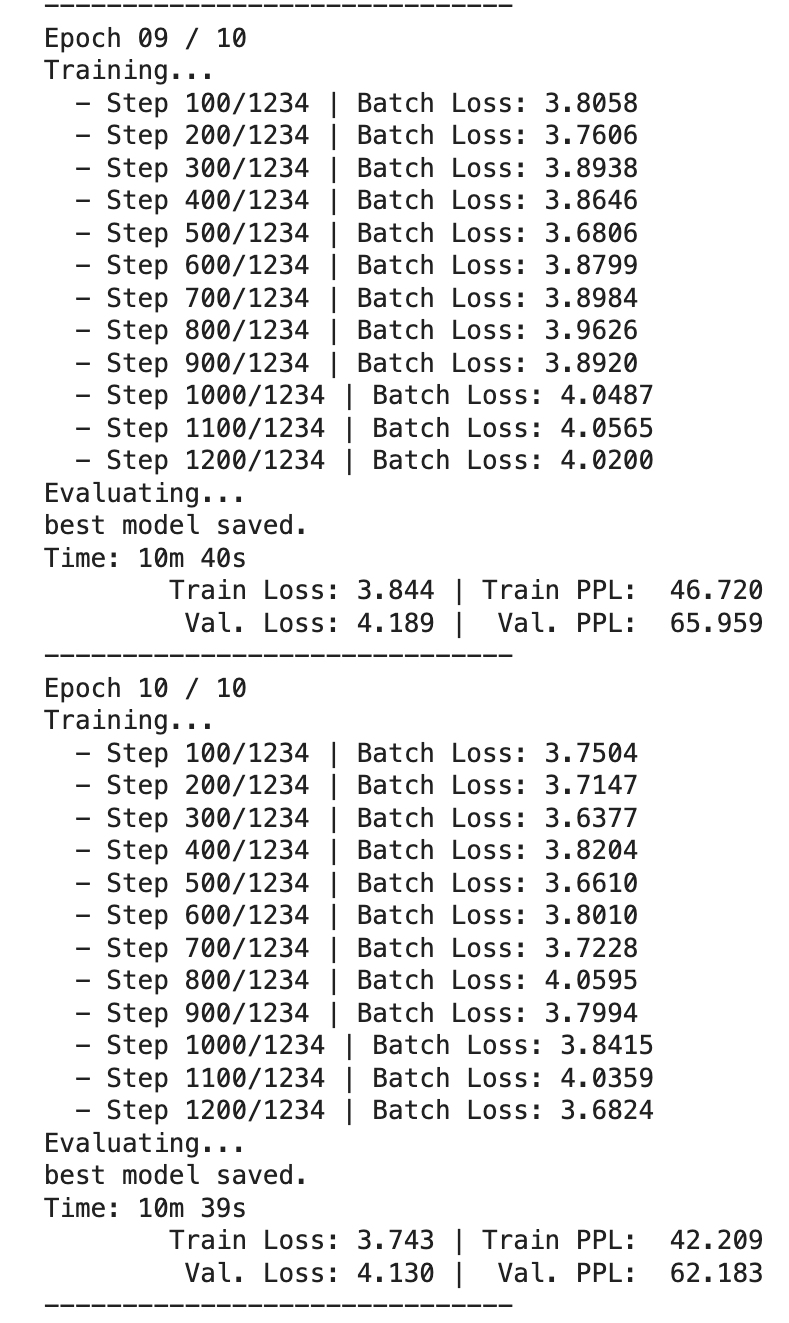 ------------------------------
Epoch 09 / 10
Training...
  - Step 100/1234 | Batch Loss: 3.8058
  - Step 200/1234 | Batch Loss: 3.7606
  - Step 300/1234 | Batch Loss: 3.8938
  - Step 400/1234 | Batch Loss: 3.8646
  - Step 500/1234 | Batch Loss: 3.6806
  - Step 600/1234 | Batch Loss: 3.8799
  - Step 700/1234 | Batch Loss: 3.8984
  - Step 800/1234 | Batch Loss: 3.9626
  - Step 900/1234 | Batch Loss: 3.8920
  - Step 1000/1234 | Batch Loss: 4.0487
  - Step 1100/1234 | Batch Loss: 4.0565
  - Step 1200/1234 | Batch Loss: 4.0200
Evaluating...
best model saved.
Time: 10m 40s
        Train Loss: 3.844 | Train PPL:  46.720
         Val. Loss: 4.189 |  Val. PPL:  65.959
------------------------------
Epoch 10 / 10
Training...
  - Step 100/1234 | Batch Loss: 3.7504
  - Step 200/1234 | Batch Loss: 3.7147
  - Step 300/1234 | Batch Loss: 3.6377
  - Step 400/1234 | Batch Loss: 3.8204
  - Step 500/1234 | Batch Loss: 3.6610
  - Step 600/1234 | Batch Loss: 3.8010
  - Step 700/1234 | Batch Loss: 3.7228
  - Step 800/1234 | Batch Loss: 4.0595
  - Step 900/1234 | Batch Loss: 3.7994
  - Step 1000/1234 | Batch Loss: 3.8415
  - Step 1100/1234 | Batch Loss: 4.0359
  - Step 1200/1234 | Batch Loss: 3.6824
Evaluating...
best model saved.
Time: 10m 39s
        Train Loss: 3.743 | Train PPL:  42.209
         Val. Loss: 4.130 |  Val. PPL:  62.183
------------------------------